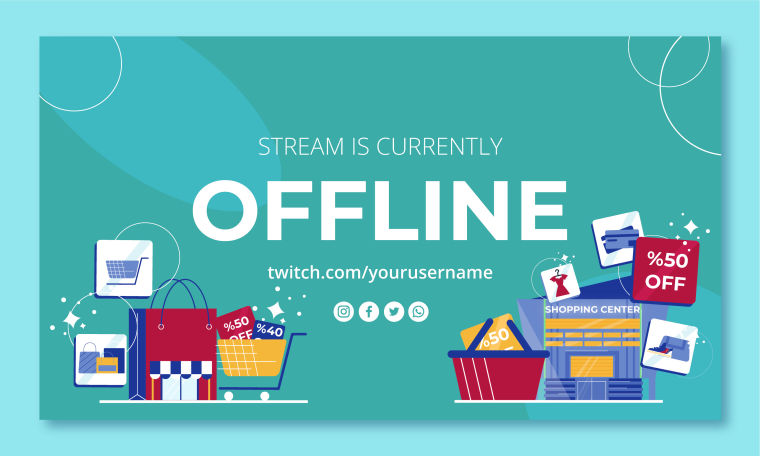 STREAM IS CURRENTLY
OFFLINE
twitch.com/yourusername
%50
OFF
%40
%50
SHOPPING CENTER
%50
OFF